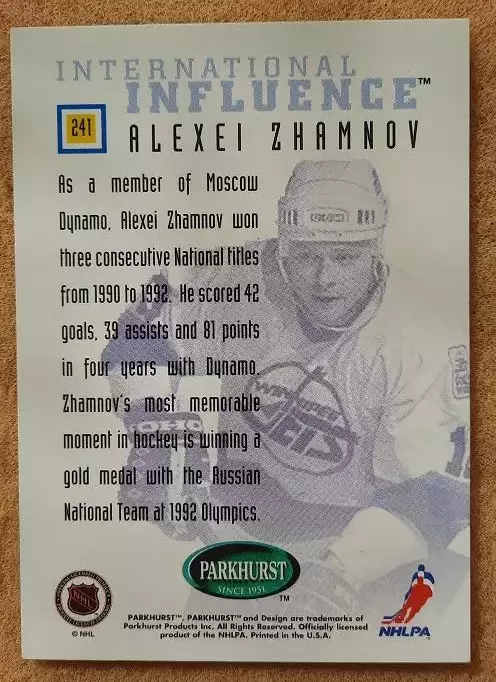 INTERNATIONAL
INFLUENCE™
241
ALEXEI ZHAMNOV
As a member of Moscow
Dynamo, Alexei Zhamnov won
three consecutive National titles
from 1990 to 1992. He scored 42
goals, 39 assists and 81 points
in four years with Dynamo.
Zhamnov's most memorable
moment in hockey is winning a
gold medal with the Russian
National Team at 1992 Olympics.
WINNIPEG
JETS
PARKHURST
SINCE 1951
™
NHL
© NHL
PARKHURST™, PARKHURST™ and Design are trademarks of
Parkhurst Products Inc. All Rights Reserved. Officially licensed
product of the NHLPA. Printed in the U.S.A.
NHLPA